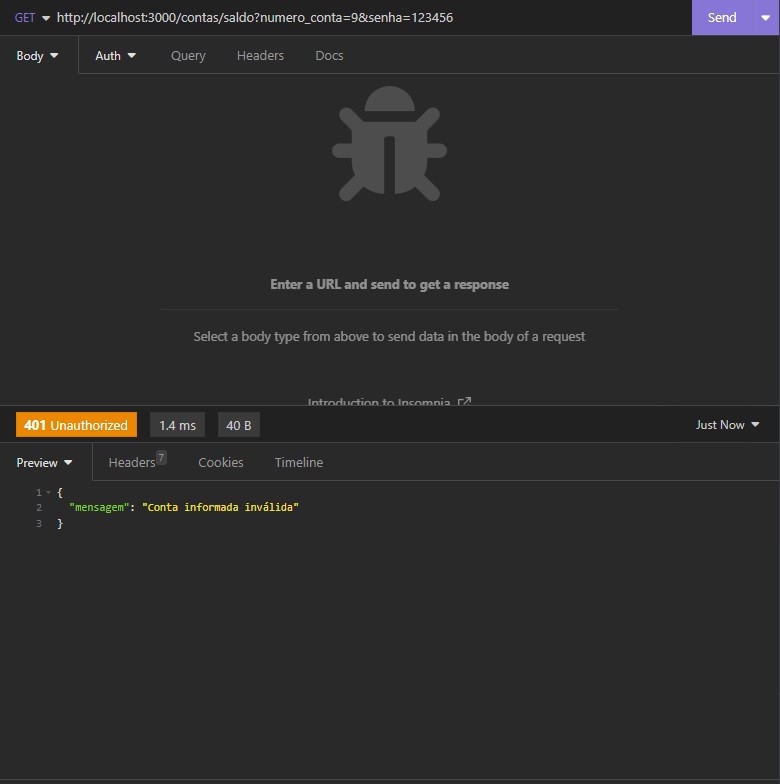 GET http://localhost:3000/contas/saldo?numero_conta=9&senha=123456 Send
Body Auth Query Headers Docs
Enter a URL and send to get a response
Select a body type from above to send data in the body of a request
Introduction to Insomnia
401 Unauthorized 1.4 ms 40 B Just Now
Preview Headers 7 Cookies Timeline
1 {
2 "mensagem": "Conta informada inválida"
3 }